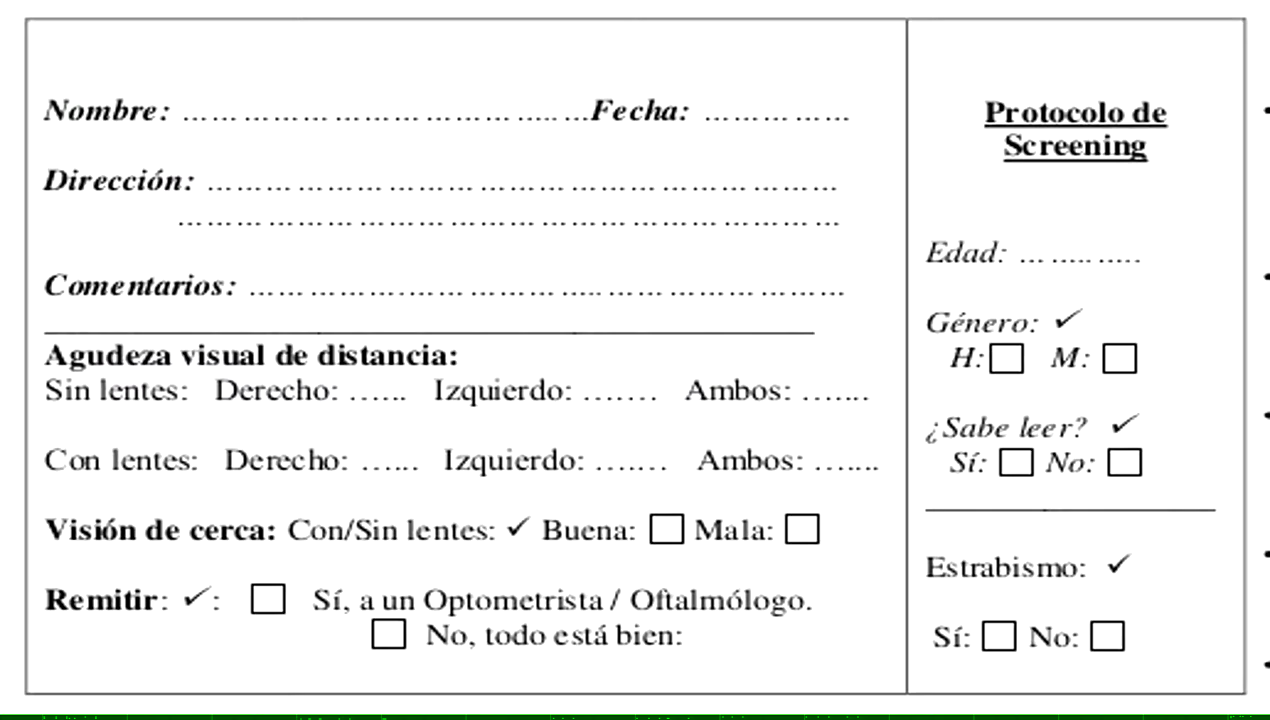 Nombre: ……………………………….. …Fecha: ……………
Dirección: …………………………………………………………
……………………………………………………………
Comentarios: …………….……………….. ………………………
Agudeza visual de distancia:
Sin lentes: Derecho: …... Izquierdo: ……. Ambos: …....
Con lentes: Derecho: …... Izquierdo: ……. Ambos: …....
Visión de cerca: Con/Sin lentes: ✓ Buena: ☐ Mala: ☐
Remitir: ✓: ☐ Sí, a un Optometrista / Oftalmólogo.
☐ No, todo está bien:
Protocolo de
Screening
Edad: … ..... .....
Género: ✓
H: ☐ M: ☐
¿Sabe leer? ✓
Sí: ☐ No: ☐
Estrabismo: ✓
Sí: ☐ No: ☐